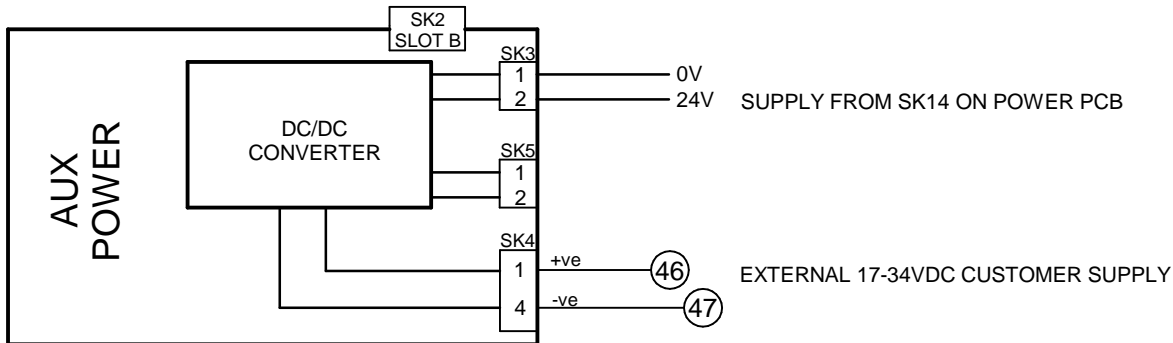 SK2
SLOT B
SK3
1
0V
2
24V
SUPPLY FROM SK14 ON POWER PCB
DC/DC
CONVERTER
AUX
POWER
SK5
1
2
SK4
1
+ve
46
EXTERNAL 17-34VDC CUSTOMER SUPPLY
4
-ve
47